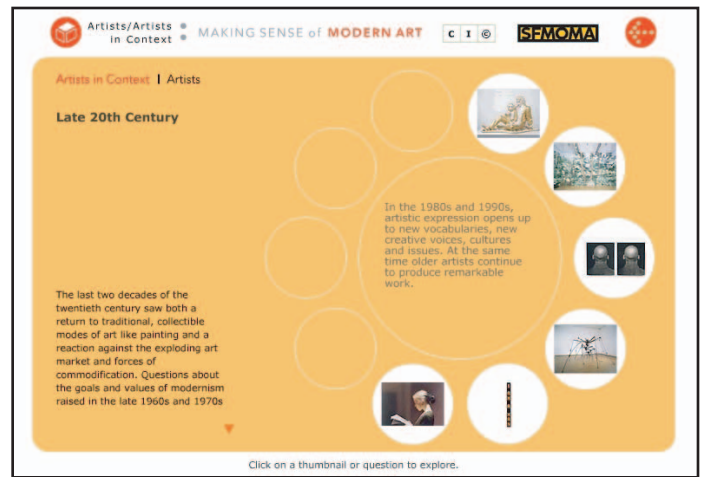 Artists/Artists
in Context
MAKING SENSE of MODERN ART
C I ©
SFMOMA
Artists in Context | Artists
Late 20th Century
In the 1980s and 1990s,
artistic expression opens up
to new vocabularies, new
creative voices, cultures
and issues. At the same
time older artists continue
to produce remarkable
work.
The last two decades of the
twentieth century saw both a
return to traditional, collectible
modes of art like painting and a
reaction against the exploding art
market and forces of
commodification. Questions about
the goals and values of modernism
raised in the late 1960s and 1970s
Click on a thumbnail or question to explore.